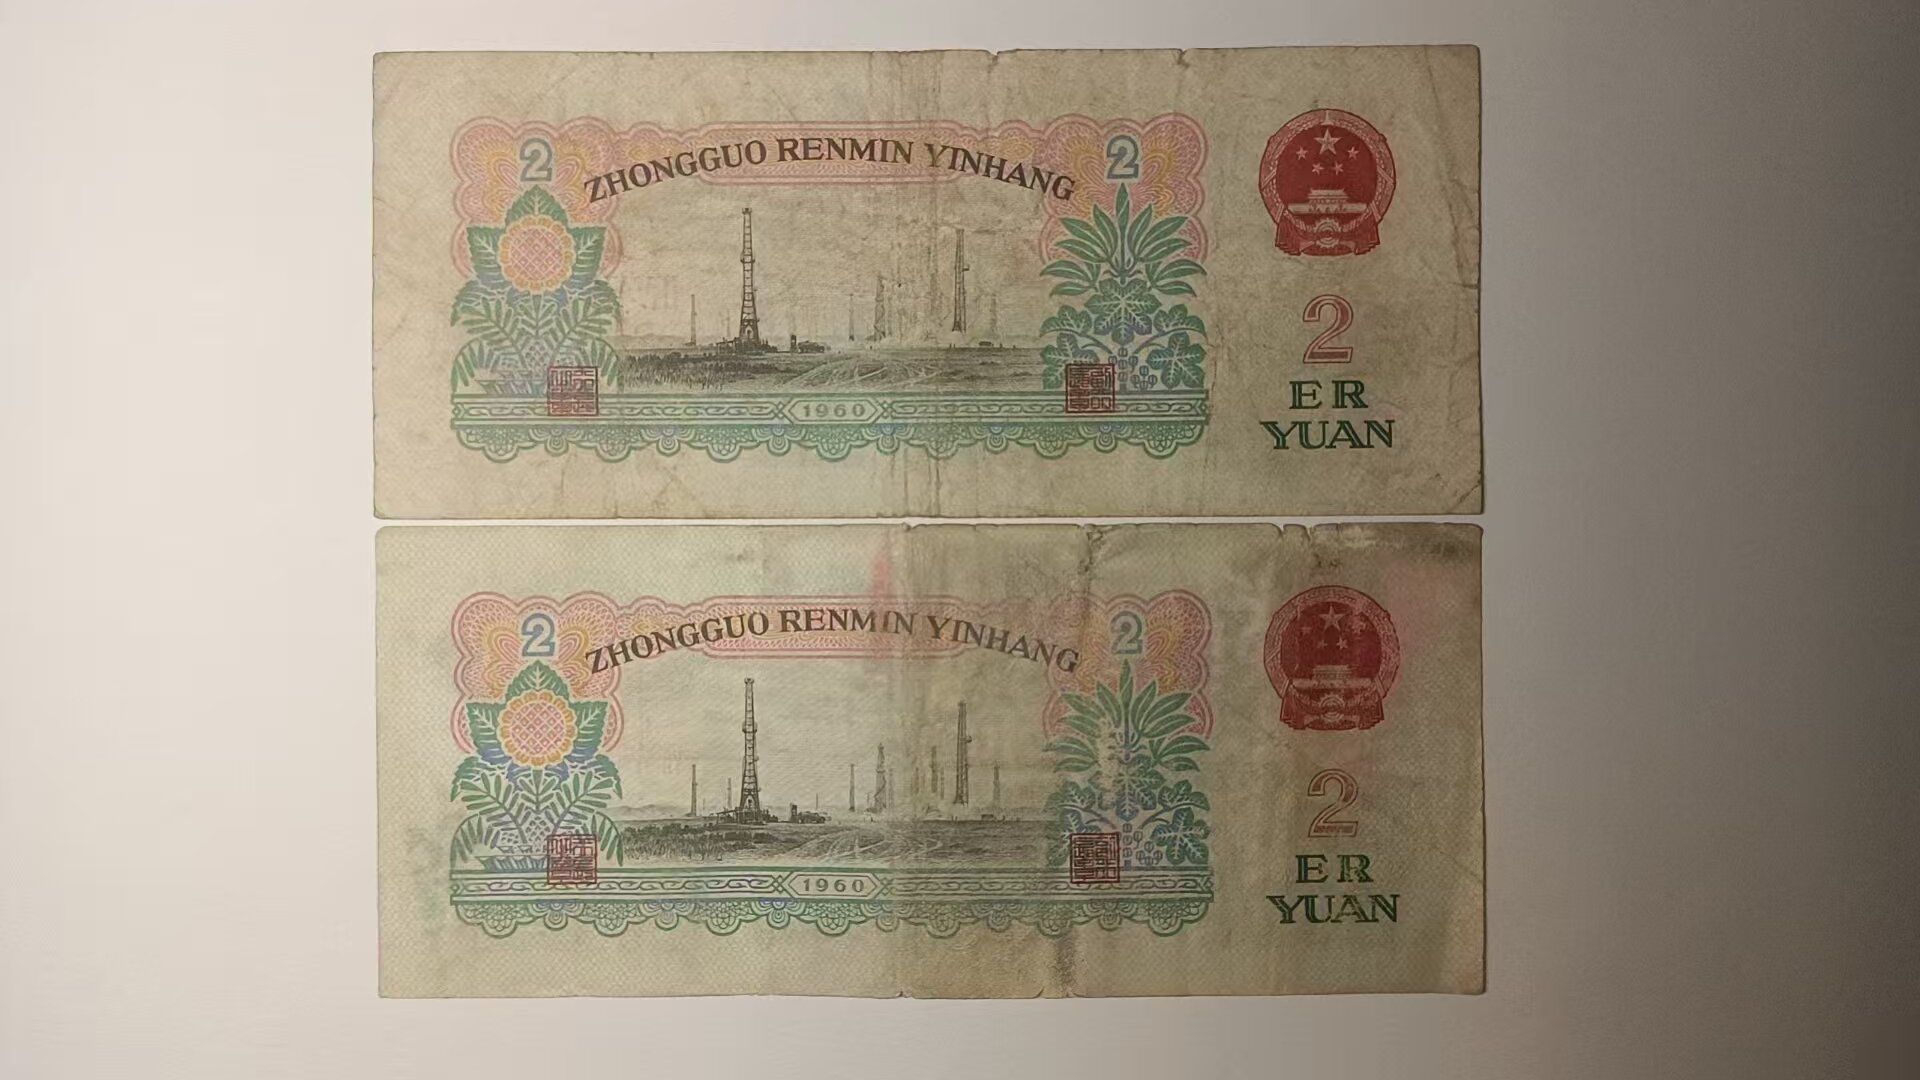 2
ZHONGGUO RENMIN YINHANG
2
2
ER
YUAN
1960
2
ZHONGGUO RENMIN YINHANG
2
2
ER
YUAN
1960